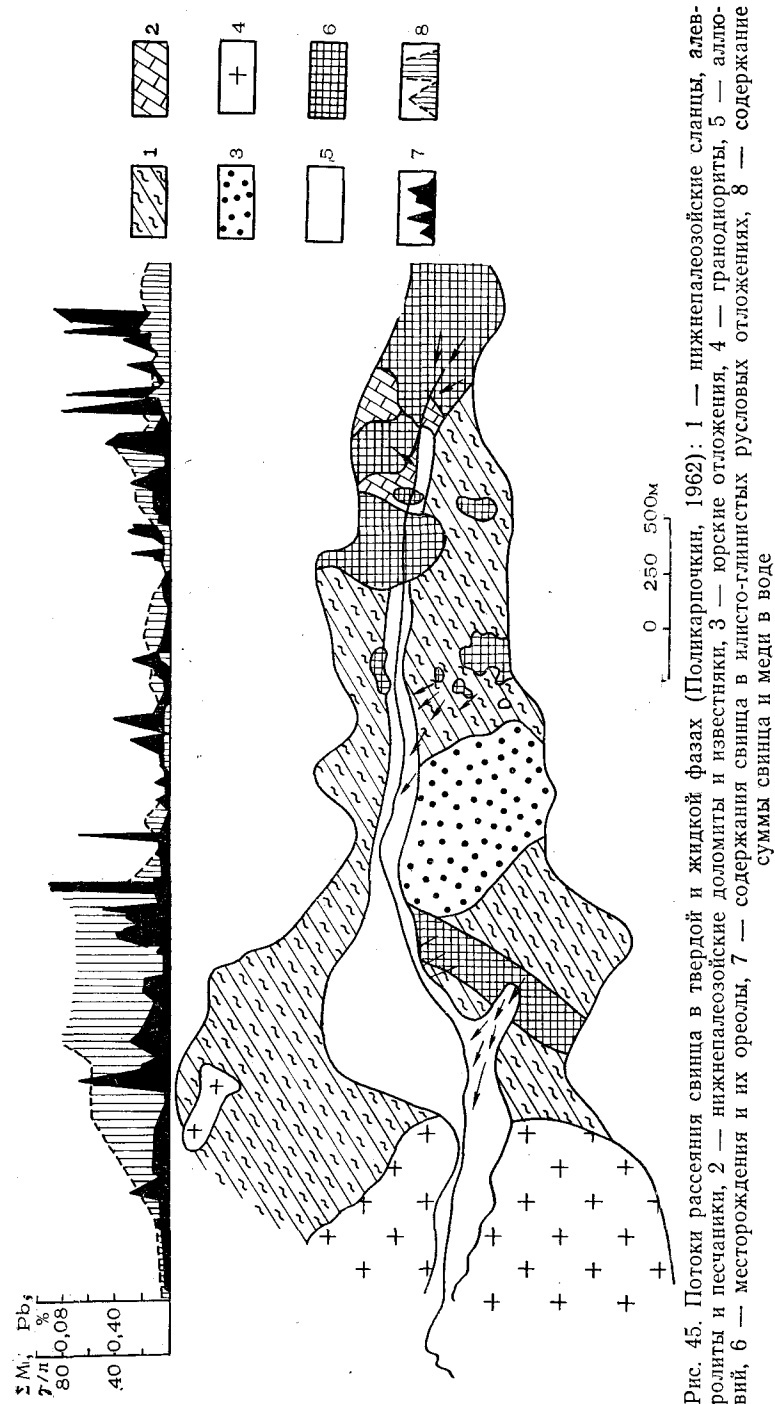 ΣМ, Pb,
γ/л %
80 0,08
40 0,40
1 2
3 4
5 6
7 8
0 250 500м
Рис. 45. Потоки рассеяния свинца в твердой и жидкой фазах (Поликарпочкин, 1962): 1 — нижнепалеозойские сланцы, алев-
ролиты и песчаники, 2 — нижнепалеозойские доломиты и известняки, 3 — юрские отложения, 4 — гранодиориты, 5 — аллю-
вий, 6 — месторождения и их ореолы, 7 — содержания свинца в илисто-глинистых русловых отложениях, 8 — содержание
суммы свинца и меди в воде